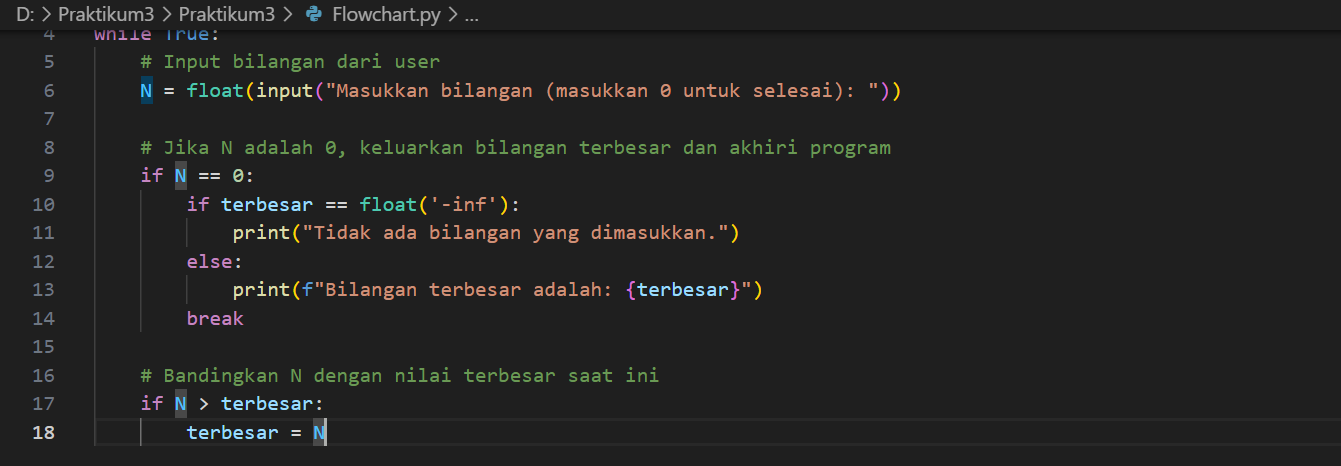 D: > Praktikum3 > Praktikum3 > Flowchart.py > ...
4 while True:
5     # Input bilangan dari user
6     N = float(input("Masukkan bilangan (masukkan 0 untuk selesai): "))
7
8     # Jika N adalah 0, keluarkan bilangan terbesar dan akhiri program
9     if N == 0:
10         if terbesar == float('-inf'):
11             print("Tidak ada bilangan yang dimasukkan.")
12         else:
13             print(f"Bilangan terbesar adalah: {terbesar}")
14         break
15
16     # Bandingkan N dengan nilai terbesar saat ini
17     if N > terbesar:
18         terbesar = N